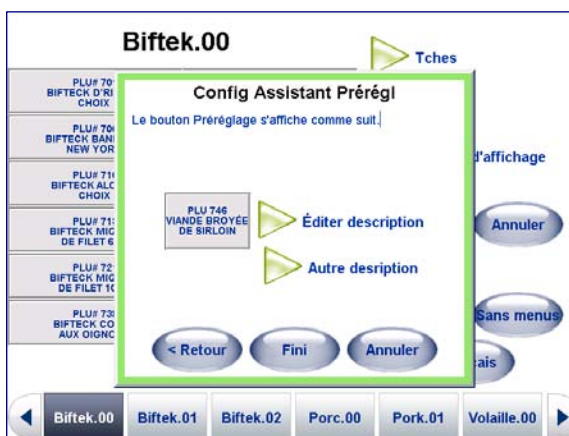 Biftek.00
Tches
PLU# 70
BIFTECK D'RI
CHOIX
PLU# 70
BIFTECK BAN
NEW YOR
PLU# 71
BIFTECK ALC
CHOIX
PLU# 71
BIFTECK MIG
DE FILET 6
PLU# 72
BIFTECK MIG
DE FILET 1
PLU# 73
BIFTECK CO
AUX OIGNO
Config Assistant Prérégl
Le bouton Préréglage s'affiche comme suit.
PLU 746
VIANDE BROYÉE
DE SIRLOIN
Éditer description
Autre desription
< Retour
Fini
Annuler
d'affichage
Annuler
Sans menus
ais
Biftek.00
Biftek.01
Biftek.02
Porc.00
Pork.01
Volaille.00